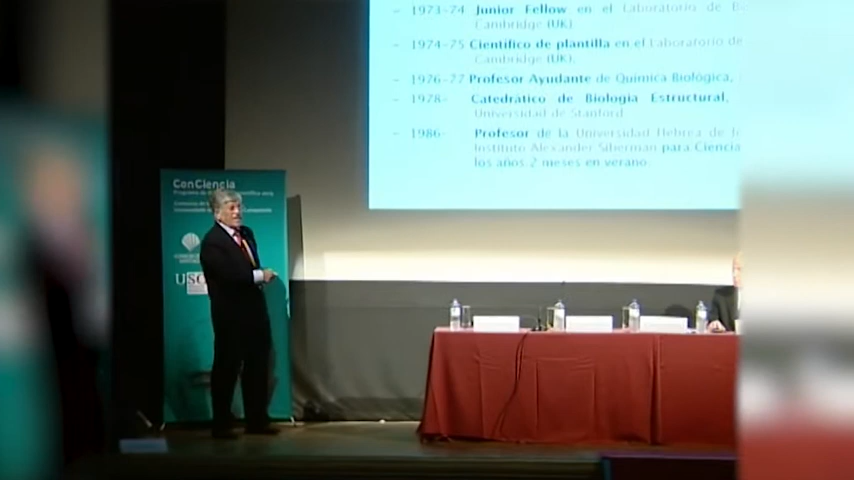 – 1973-74 Junior Fellow en el Laboratorio de B
Cambridge (UK).
– 1974-75 Científico de plantilla en el Laboratorio d
Cambridge (UK).
– 1976-77 Profesor Ayudante de Química Biológica,
– 1978- Catedrático de Biología Estructural,
Universidad de Stanford.
– 1986- Profesor de la Universidad Hebrea de J
Instituto Alexander Silberman para Cienc
los años, 2 meses en verano.
ConCiencia
USC